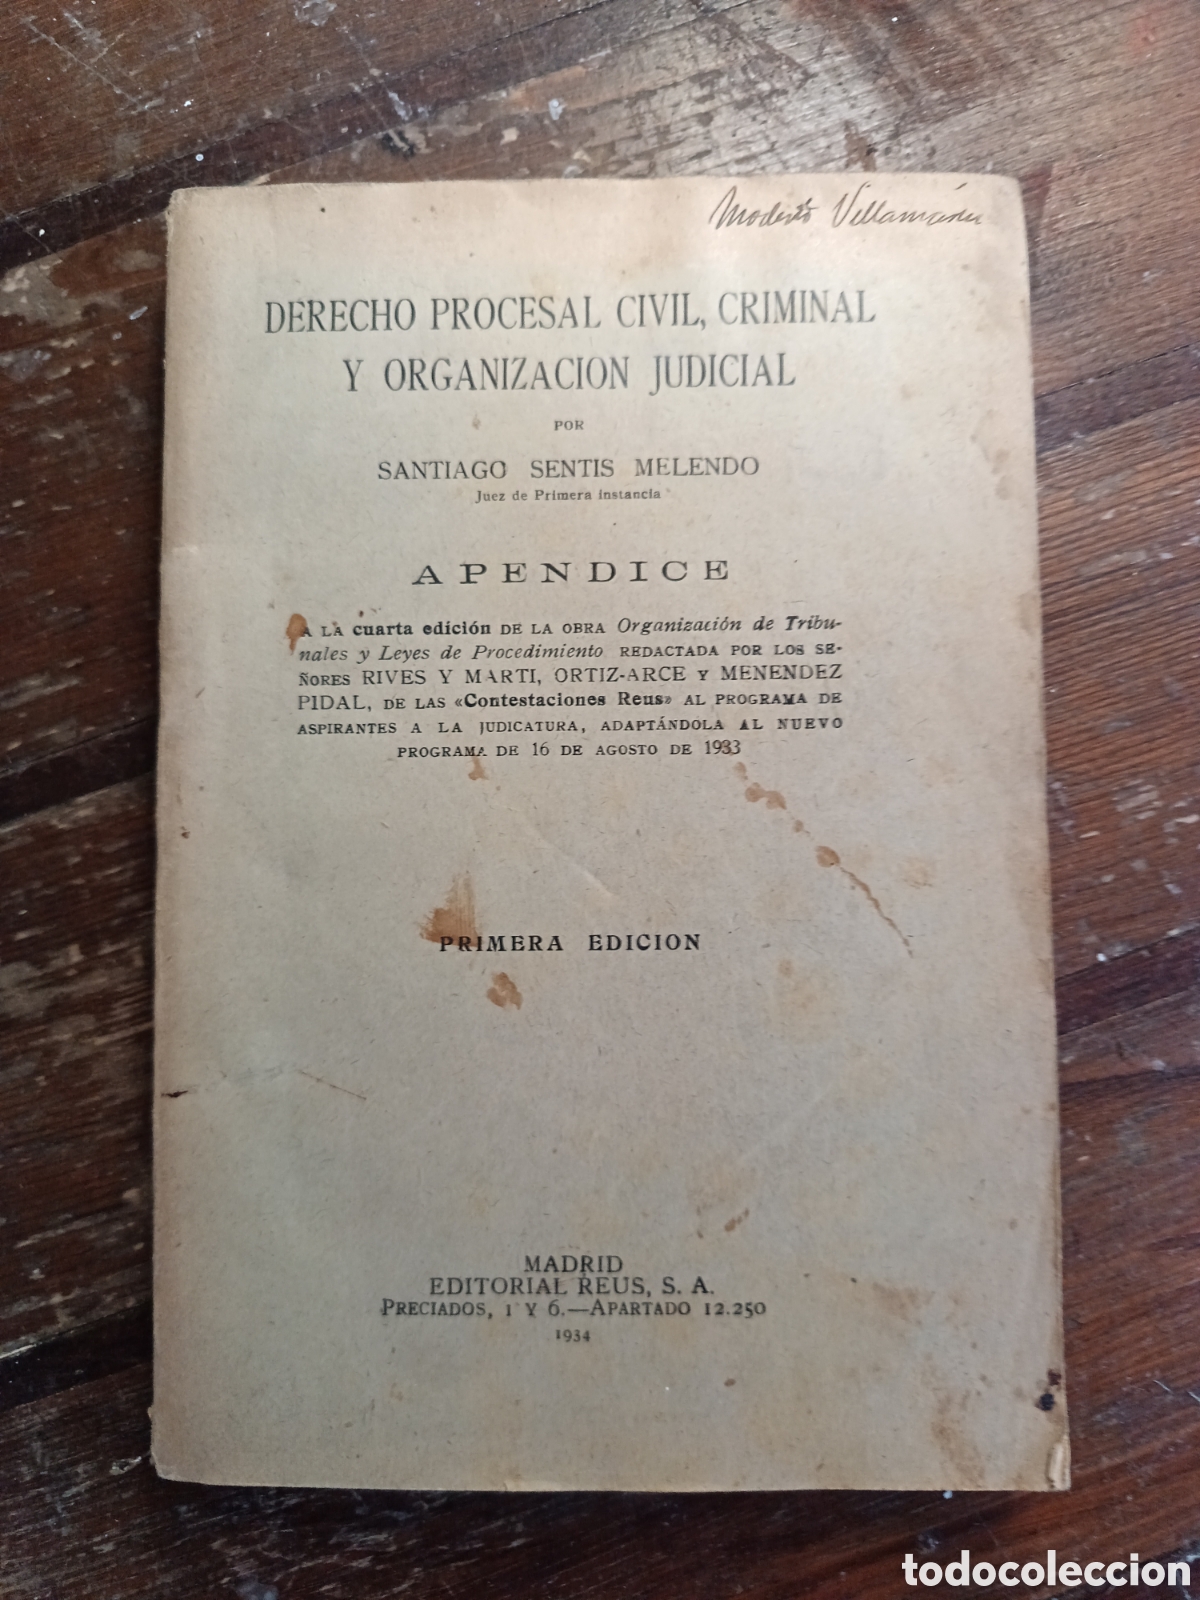 Modesto
DERECHO PROCESAL CIVIL, CRIMINAL
Y ORGANIZACION JUDICIAL
POR
SANTIAGO SENTIS MELENDO
Juez de Primera instancia
APENDICE
A LA cuarta edición DE LA OBRA Organización de Tribu-
nales y Leyes de Procedimiento REDACTADA POR LOS SE-
ÑORES RIVES Y MARTI, ORTIZ-ARCE Y MENENDEZ
PIDAL, DE LAS «Contestaciones Reus» AL PROGRAMA DE
ASPIRANTES A LA JUDICATURA, ADAPTÁNDOLA AL NUEVO
PROGRAMA DE 16 DE AGOSTO DE 1933
PRIMERA EDICION
MADRID
EDITORIAL REUS, S. A.
PRECIADOS, 1 Y 6.—APARTADO 12.250
1934
todocoleccion